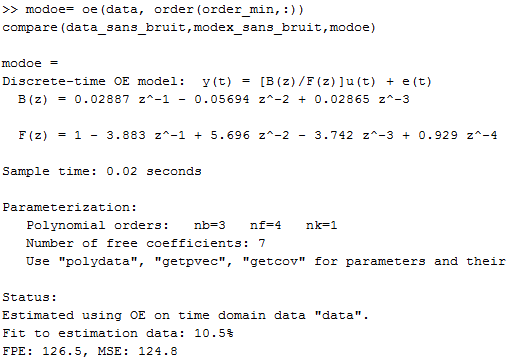 >> modoe= oe(data, order(order_min,:))
compare(data_sans_bruit,modex_sans_bruit,modoe)
modoe =
Discrete-time OE model:  y(t) = [B(z)/F(z)]u(t) + e(t)
  B(z) = 0.02887 z^-1 - 0.05694 z^-2 + 0.02865 z^-3
  F(z) = 1 - 3.883 z^-1 + 5.696 z^-2 - 3.742 z^-3 + 0.929 z^-4
Sample time: 0.02 seconds
Parameterization:
   Polynomial orders:   nb=3   nf=4   nk=1
   Number of free coefficients: 7
   Use "polydata", "getpvec", "getcov" for parameters and their
Status:
Estimated using OE on time domain data "data".
Fit to estimation data: 10.5%
FPE: 126.5, MSE: 124.8